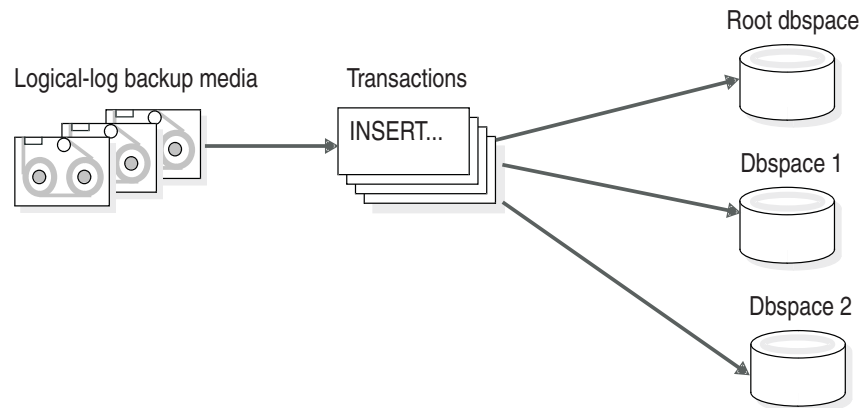 Root dbspace
Logical-log backup media
Transactions
INSERT...
Dbspace 1
Dbspace 2